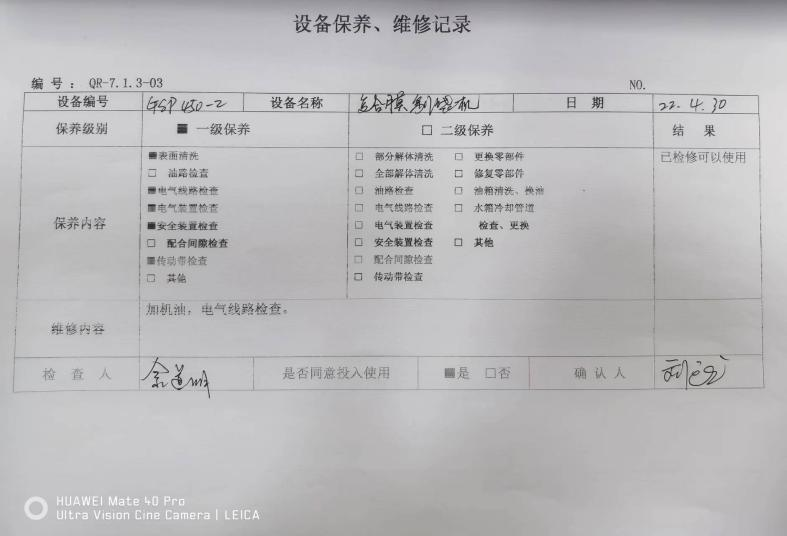 设备保养、维修记录
编 号： QR-7.1.3-03 NO.
设备编号 GSP 450-2 设备名称 复合膜制袋机 日 期 22.4.30
保养级别 ■ 一级保养 □ 二级保养 结 果
保养内容
■表面清洗
□ 油路检查
■电气线路检查
■电气装置检查
■安全装置检查
□ 配合间隙检查
■传动带检查
□ 其他
□ 部分解体清洗 □ 更换零部件
□ 全部解体清洗 □ 修复零部件
□ 油路检查 □ 油箱清洗、换油
□ 电气线路检查 □ 水箱冷却管道
□ 电气装置检查 检查、更换
□ 安全装置检查 □ 其他
□ 配合间隙检查
□ 传动带检查
已检修可以使用
维修内容 加机油，电气线路检查。
检 查 人 余道 是否同意投入使用 ■是 □否 确 认 人
HUAWEI Mate 40 Pro
Ultra Vision Cine Camera | LEICA